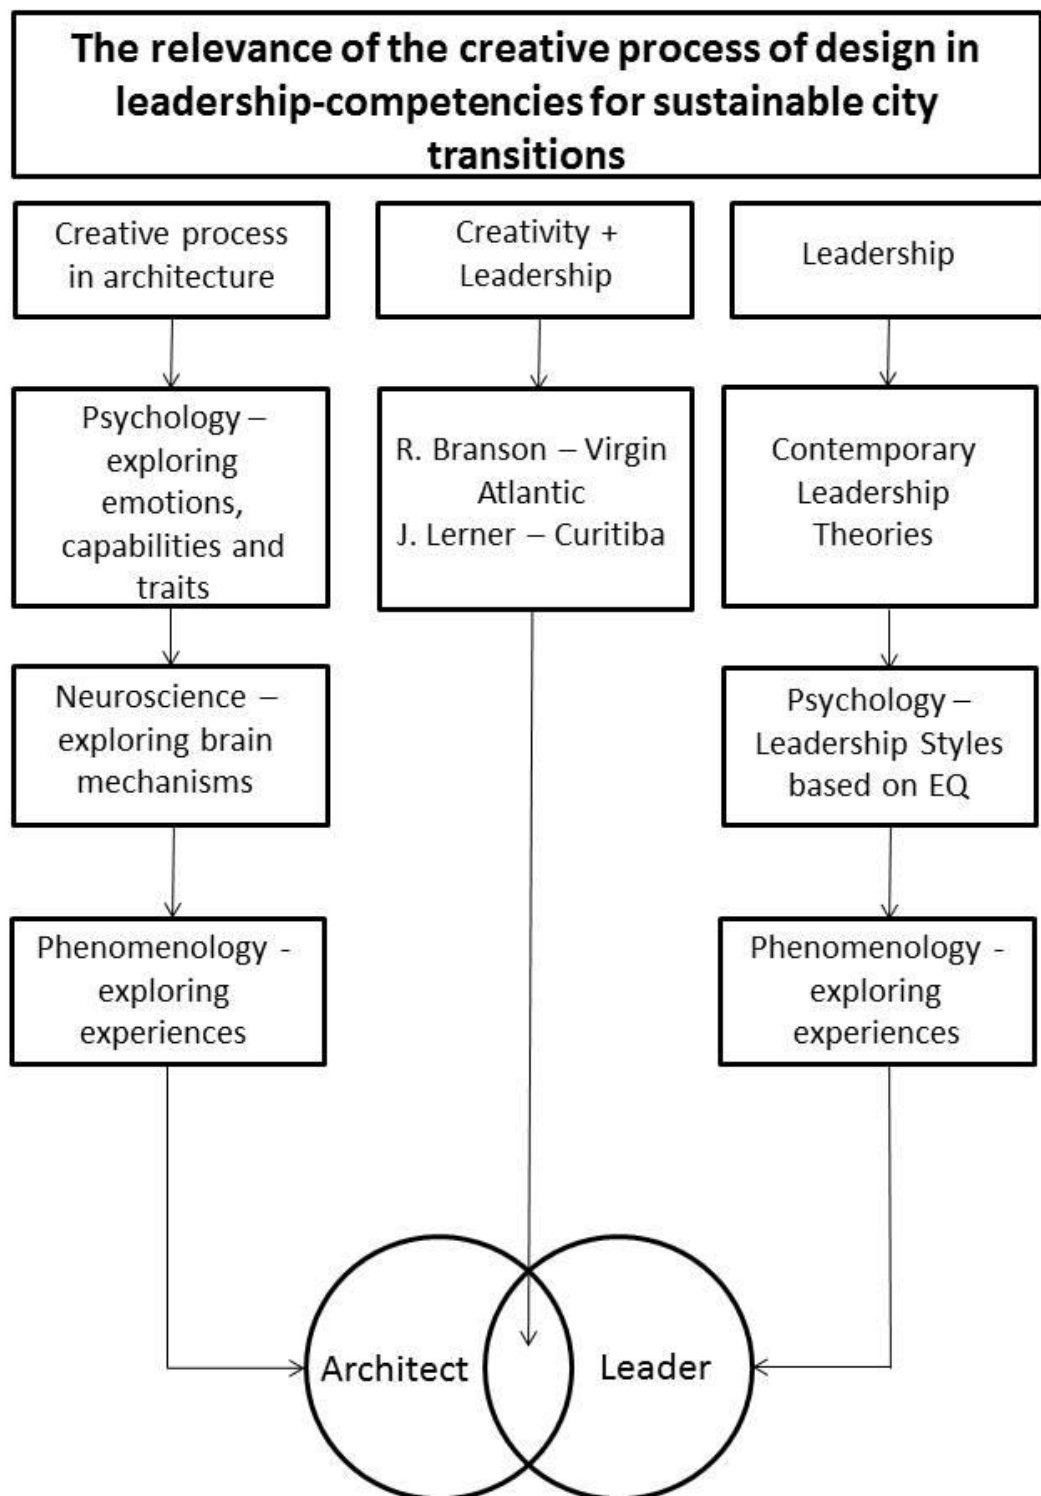 The relevance of the creative process of design in
leadership-competencies for sustainable city
transitions
Creative process
in architecture
Creativity +
Leadership
Leadership
Psychology –
exploring
emotions,
capabilities and
traits
R. Branson – Virgin
Atlantic
J. Lerner – Curitiba
Contemporary
Leadership
Theories
Neuroscience –
exploring brain
mechanisms
Psychology –
Leadership Styles
based on EQ
Phenomenology -
exploring
experiences
Phenomenology -
exploring
experiences
Architect
Leader